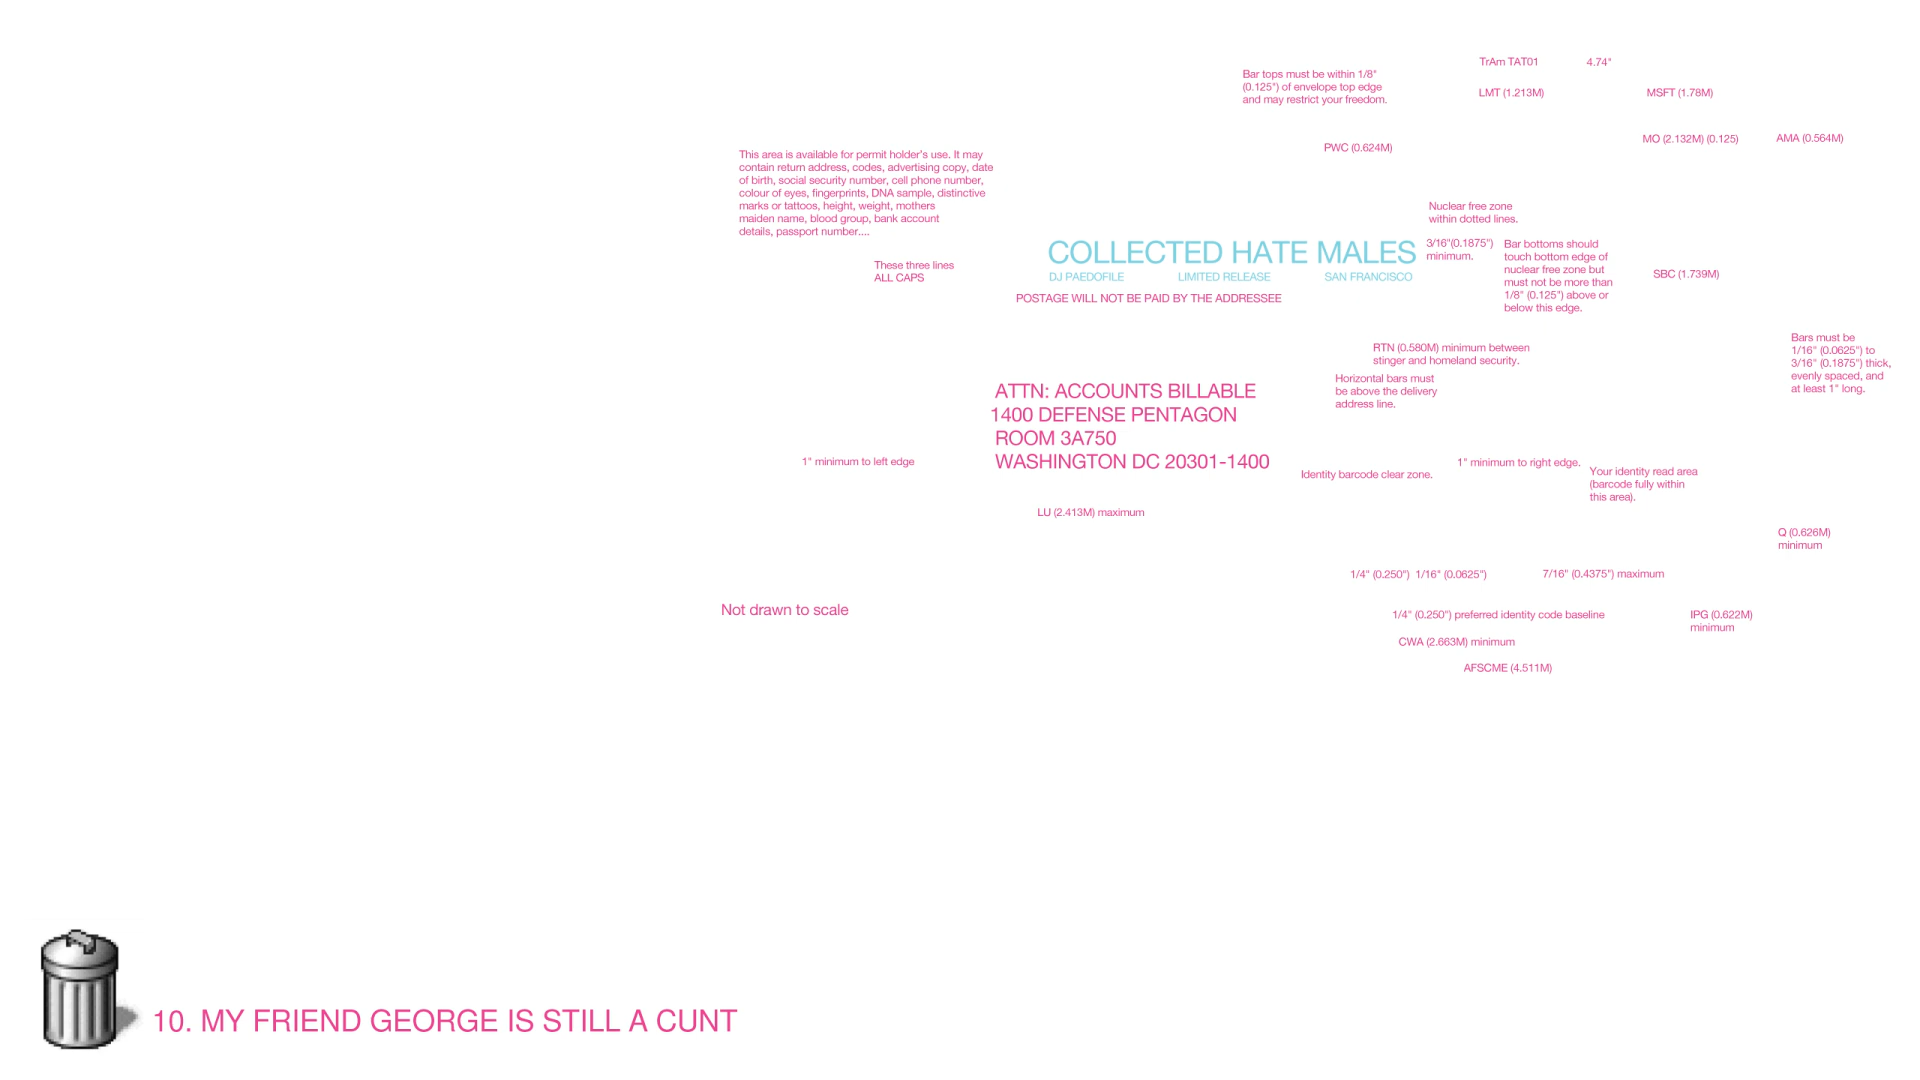 TrAm TAT01 4.74"
Bar tops must be within 1/8"
(0.125") of envelope top edge
and may restrict your freedom.
LMT (1.213M) MSFT (1.78M)
MO (2.132M) (0.125) AMA (0.564M)
PWC (0.624M)
This area is available for permit holder's use. It may
contain return address, codes, advertising copy, date
of birth, social security number, cell phone number,
colour of eyes, fingerprints, DNA sample, distinctive
marks or tattoos, height, weight, mothers
maiden name, blood group, bank account
details, passport number....
Nuclear free zone
within dotted lines.
COLLECTED HATE MALES
DJ PAEDOFILE LIMITED RELEASE SAN FRANCISCO
POSTAGE WILL NOT BE PAID BY THE ADDRESSEE
3/16"(0.1875")
minimum.
Bar bottoms should
touch bottom edge of
nuclear free zone but
must not be more than
1/8" (0.125") above or
below this edge.
These three lines
ALL CAPS
SBC (1.739M)
RTN (0.580M) minimum between
stinger and homeland security.
Bars must be
1/16" (0.0625") to
3/16" (0.1875") thick,
evenly spaced, and
at least 1" long.
Horizontal bars must
be above the delivery
address line.
ATTN: ACCOUNTS BILLABLE
1400 DEFENSE PENTAGON
ROOM 3A750
WASHINGTON DC 20301-1400
1" minimum to left edge
Identity barcode clear zone.
1" minimum to right edge.
Your identity read area
(barcode fully within
this area).
LU (2.413M) maximum
Q (0.626M)
minimum
1/4" (0.250") 1/16" (0.0625") 7/16" (0.4375") maximum
Not drawn to scale
1/4" (0.250") preferred identity code baseline
IPG (0.622M)
minimum
CWA (2.663M) minimum
AFSCME (4.511M)
10. MY FRIEND GEORGE IS STILL A CUNT